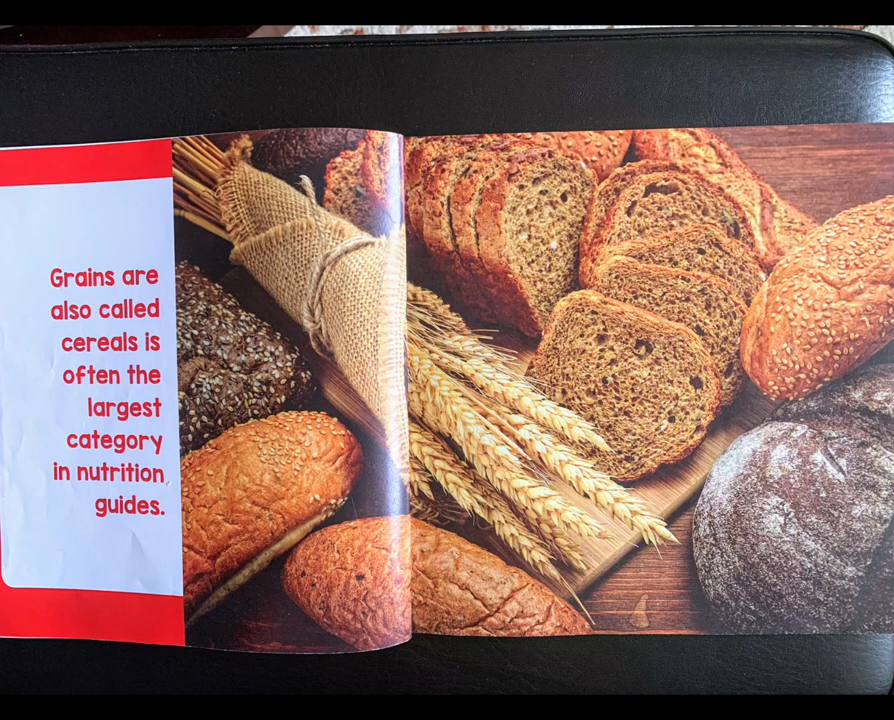 Grains are
also called
cereals is
often the
largest
category
in nutrition
guides.